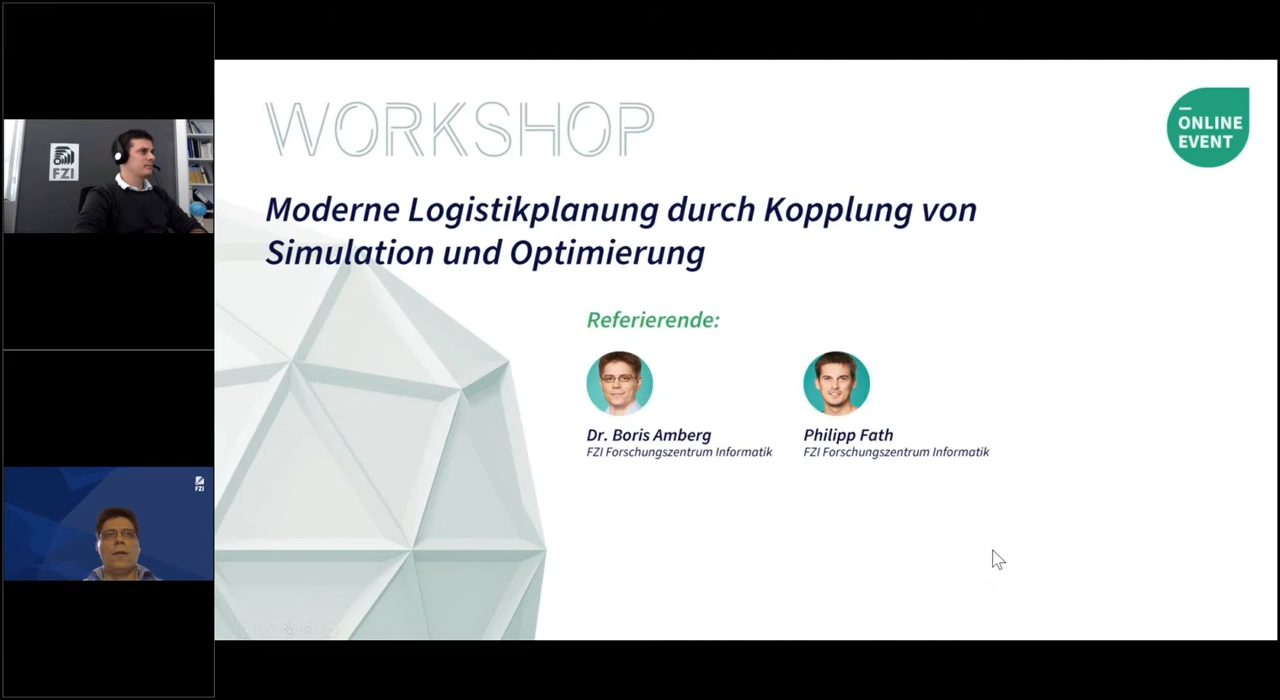 WORKSHOP
ONLINE
EVENT
Moderne Logistikplanung durch Kopplung von
Simulation und Optimierung
Referierende:
Dr. Boris Amberg
FZI Forschungszentrum Informatik
Philipp Fath
FZI Forschungszentrum Informatik
FZI
FZI